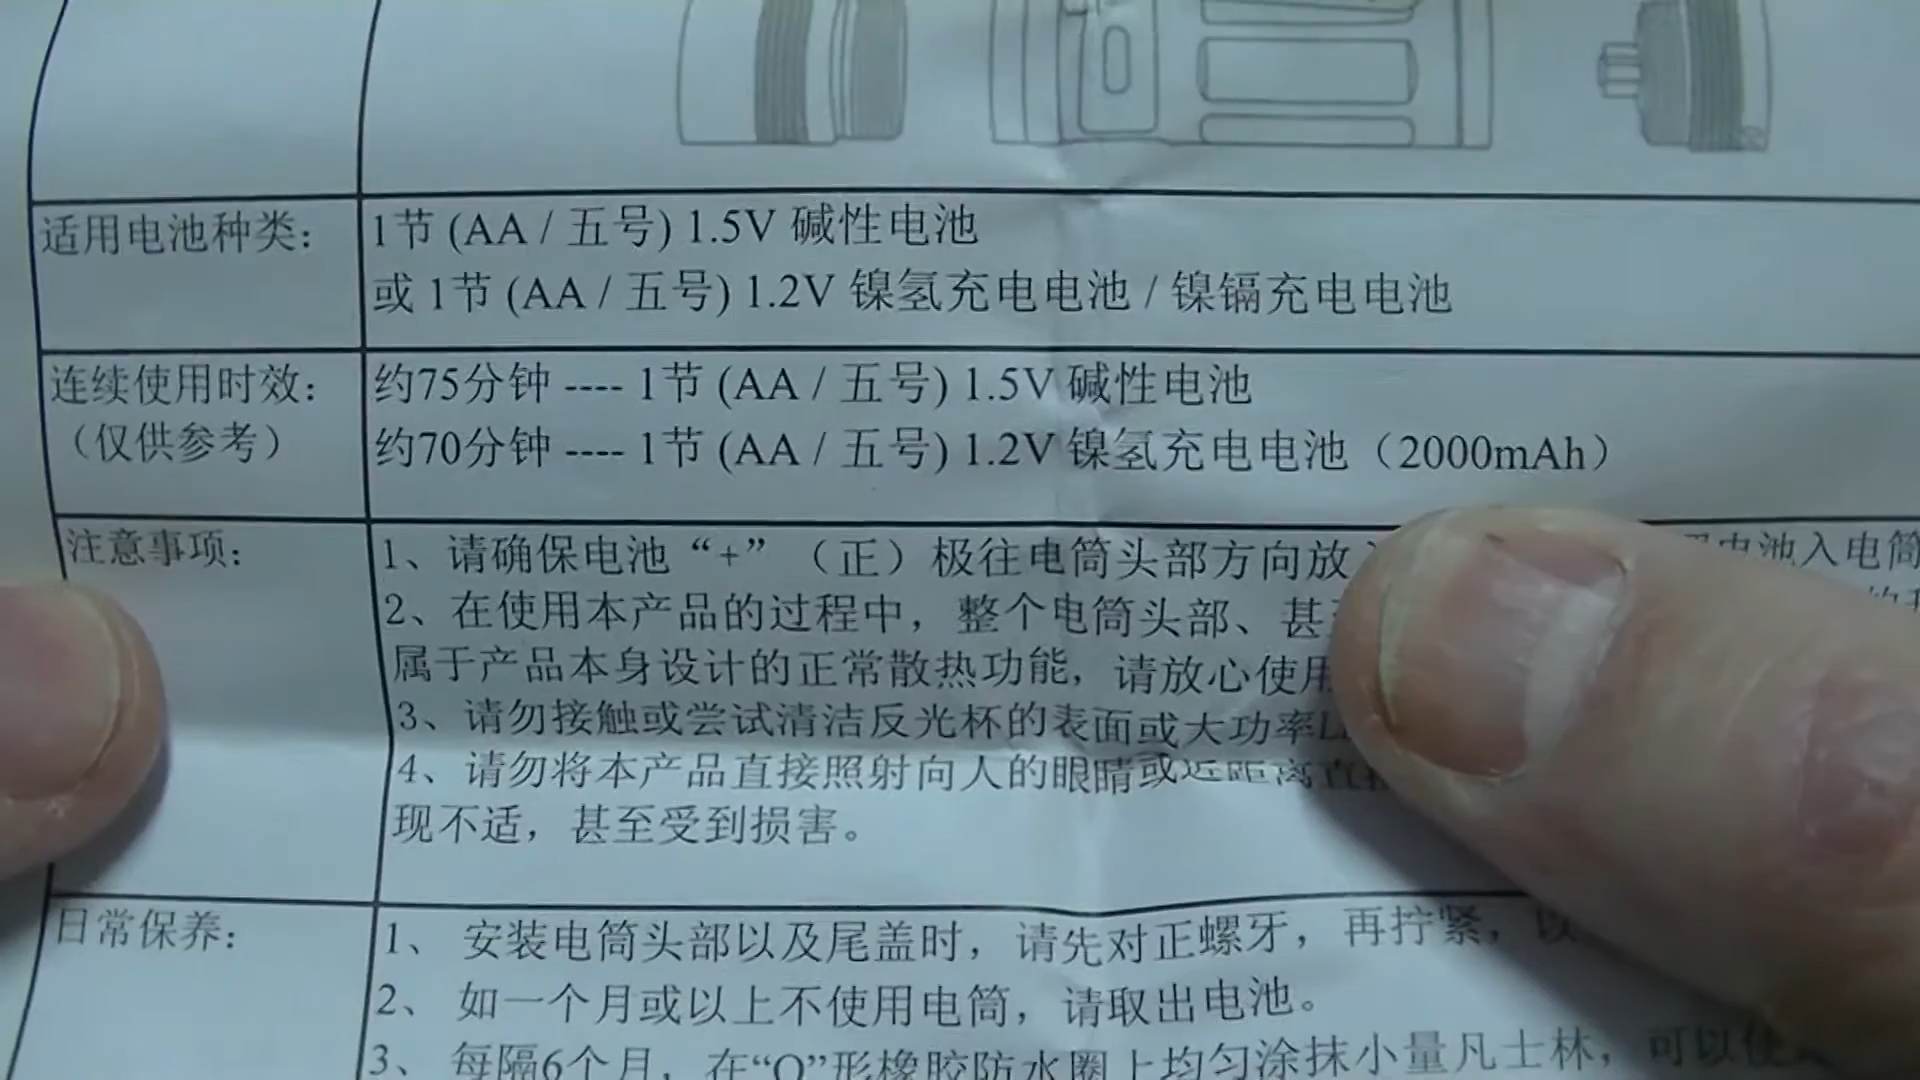 适用电池种类：
1节 (AA / 五号) 1.5V 碱性电池
或 1节 (AA / 五号) 1.2V 镍氢充电电池 / 镍镉充电电池
连续使用时效：
（仅供参考）
约75分钟 ---- 1节 (AA / 五号) 1.5V 碱性电池
约70分钟 ---- 1节 (AA / 五号) 1.2V 镍氢充电电池（2000mAh）
注意事项：
1、请确保电池“+”（正）极往电筒头部方向放 电池入电筒
2、在使用本产品的过程中，整个电筒头部、甚
属于产品本身设计的正常散热功能，请放心使用
3、请勿接触或尝试清洁反光杯的表面或大功率
4、请勿将本产品直接照射向人的眼睛或近距离直接
现不适，甚至受到损害。
日常保养：
1、 安装电筒头部以及尾盖时，请先对正螺牙，再拧紧，以
2、 如一个月或以上不使用电筒，请取出电池。
3、 每隔6个月，在“O”形橡胶防水圈上均匀涂抹小量凡士林，可以使